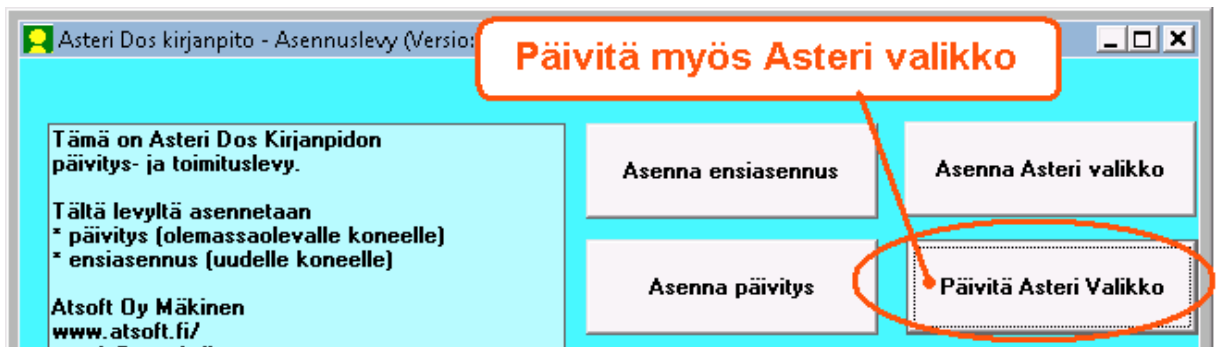 Asteri Dos kirjanpito - Asennuslevy (Versio:
Päivitä myös Asteri valikko
Tämä on Asteri Dos Kirjanpidon
päivitys- ja toimituslevy.
Tältä levyltä asennetaan
* päivitys (olemassaolevalle koneelle)
* ensiasennus (uudelle koneelle)
Atsoft Oy Mäkinen
www.atsoft.fi/
Asenna ensiasennus
Asenna Asteri valikko
Asenna päivitys
Päivitä Asteri Valikko